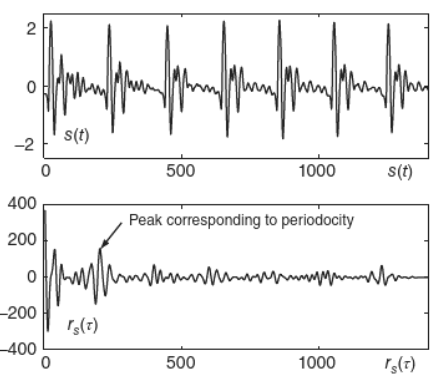 2
0
−2
s(t)
0 500 1000 s(t)
400
200
0
−200
−400
Peak corresponding to periodocity
r_s(τ)
0 500 1000 r_s(τ)